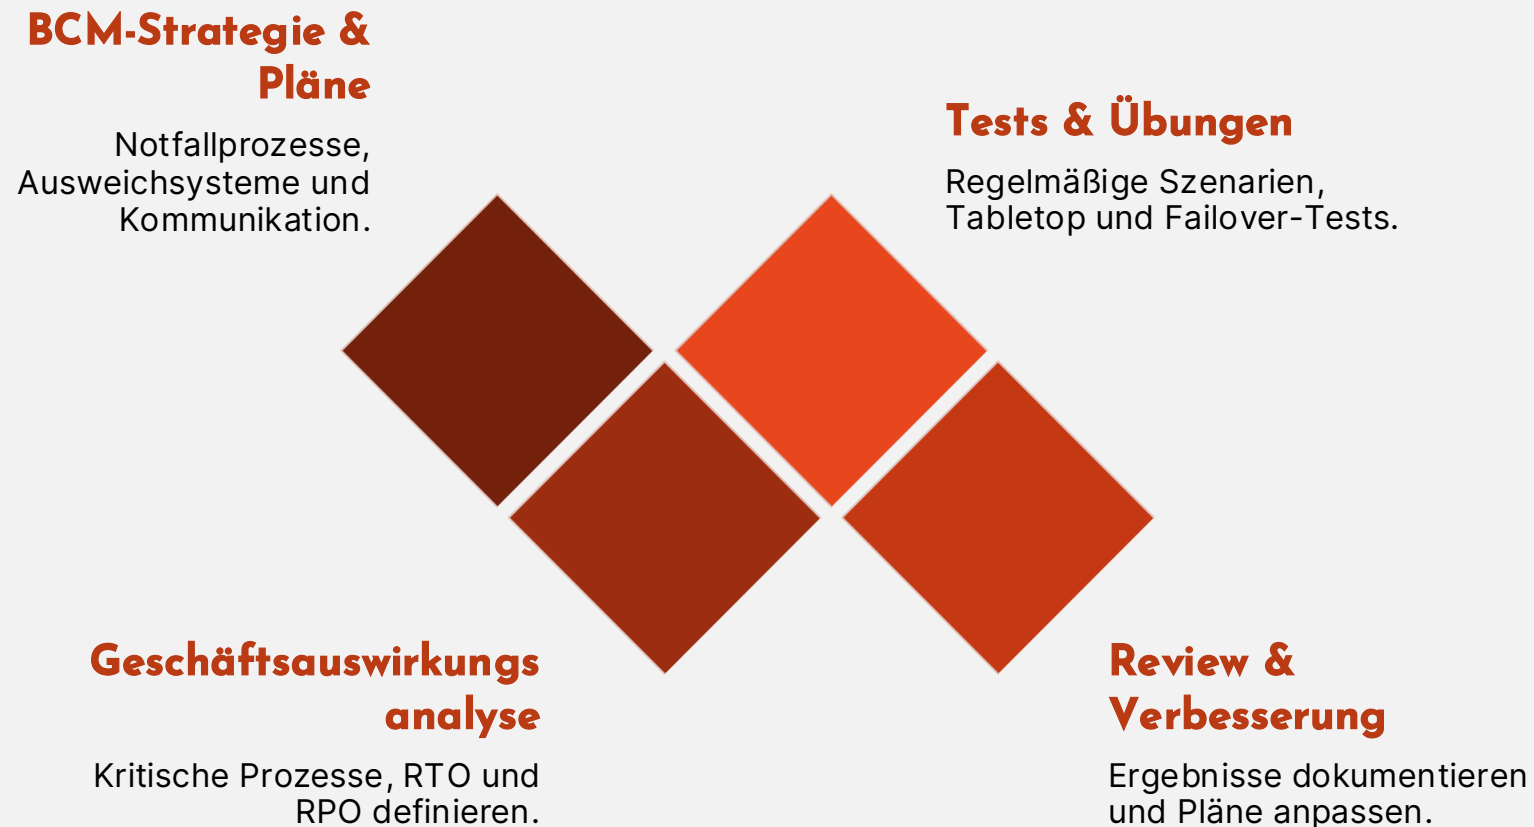 BCM-Strategie &
Pläne
Notfallprozesse,
Ausweichsysteme und
Kommunikation.
Tests & Übungen
Regelmäßige Szenarien,
Tabletop und Failover-Tests.
Geschäftsauswirkungs
analyse
Kritische Prozesse, RTO und
RPO definieren.
Review &
Verbesserung
Ergebnisse dokumentieren
und Pläne anpassen.